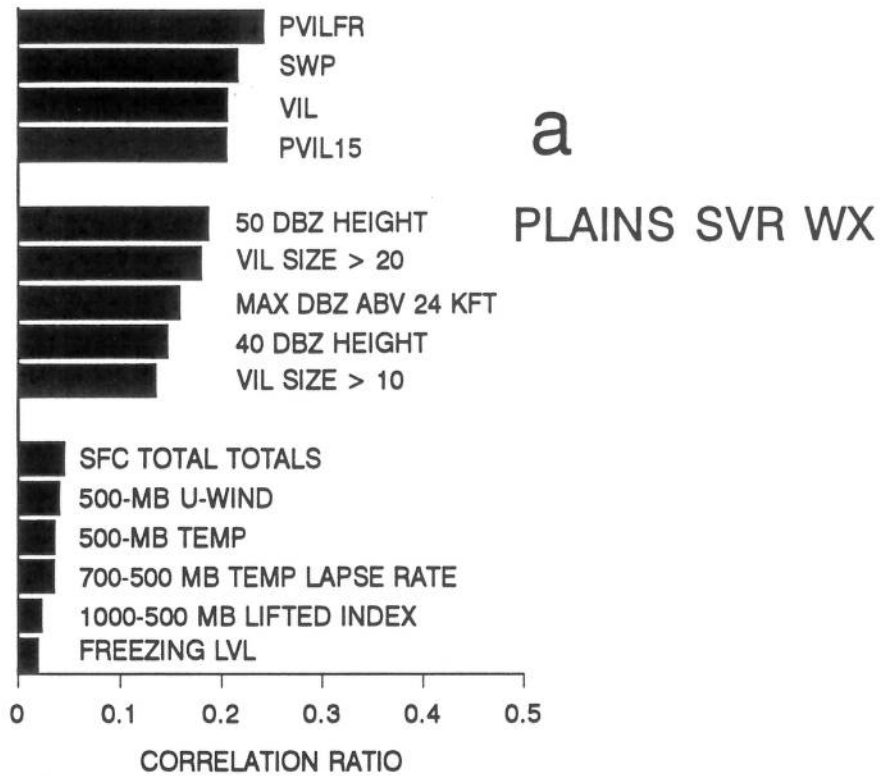 PVILFR
SWP
VIL
PVIL15
a
PLAINS SVR WX
50 DBZ HEIGHT
VIL SIZE > 20
MAX DBZ ABV 24 KFT
40 DBZ HEIGHT
VIL SIZE > 10
SFC TOTAL TOTALS
500-MB U-WIND
500-MB TEMP
700-500 MB TEMP LAPSE RATE
1000-500 MB LIFTED INDEX
FREEZING LVL
0 0.1 0.2 0.3 0.4 0.5
CORRELATION RATIO